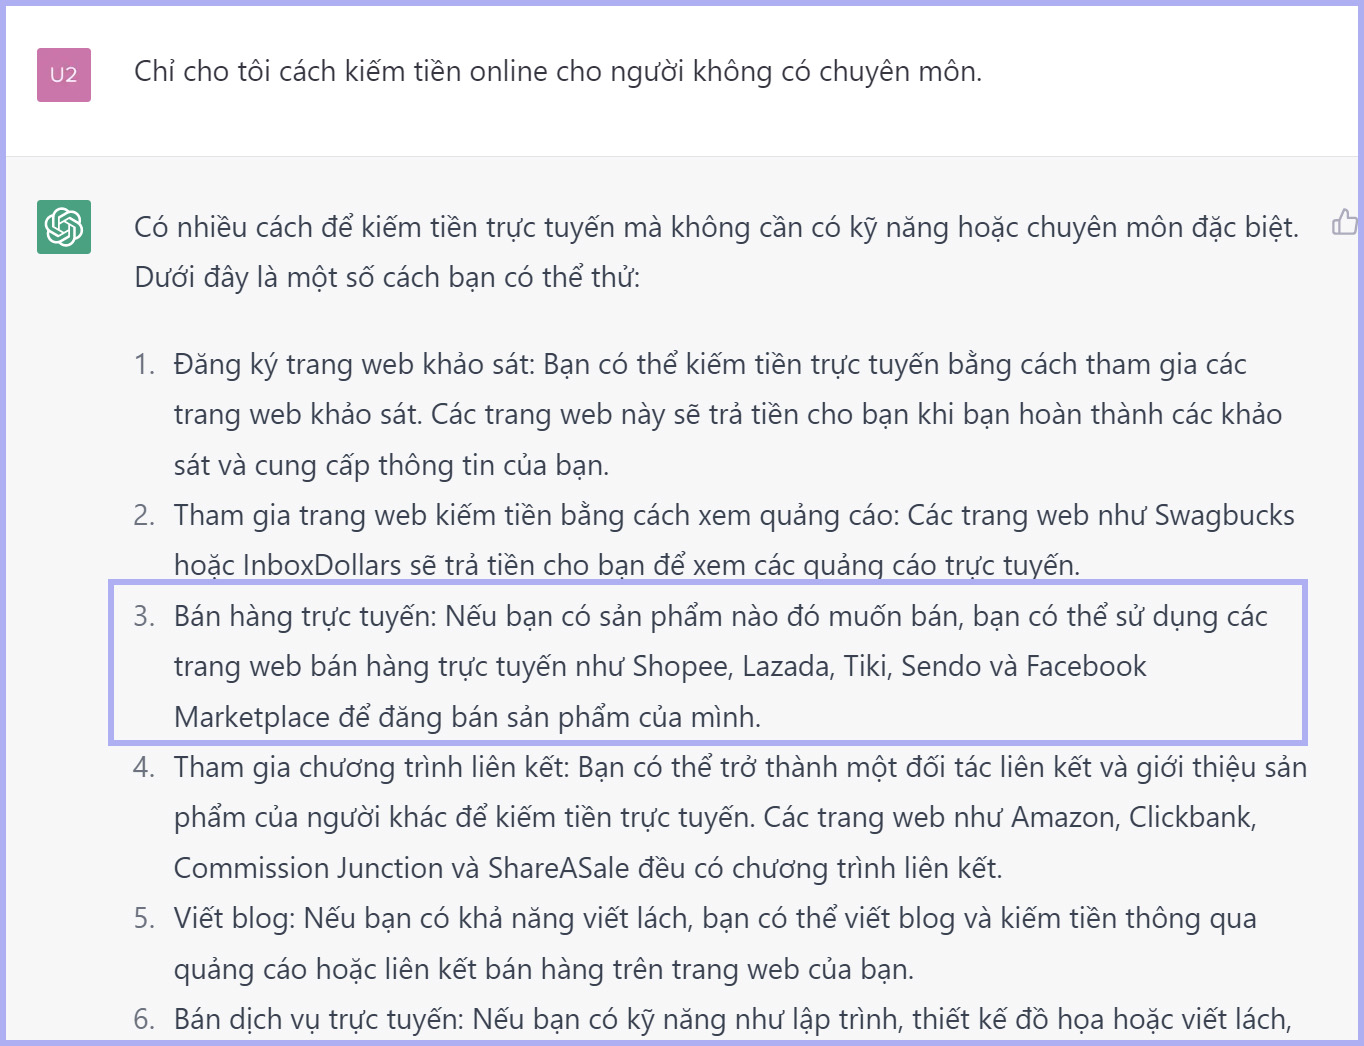 U2
Chỉ cho tôi cách kiếm tiền online cho người không có chuyên môn.
Có nhiều cách để kiếm tiền trực tuyến mà không cần có kỹ năng hoặc chuyên môn đặc biệt.
Dưới đây là một số cách bạn có thể thử:
1. Đăng ký trang web khảo sát: Bạn có thể kiếm tiền trực tuyến bằng cách tham gia các
trang web khảo sát. Các trang web này sẽ trả tiền cho bạn khi bạn hoàn thành các khảo
sát và cung cấp thông tin của bạn.
2. Tham gia trang web kiếm tiền bằng cách xem quảng cáo: Các trang web như Swagbucks
hoặc InboxDollars sẽ trả tiền cho bạn để xem các quảng cáo trực tuyến.
3. Bán hàng trực tuyến: Nếu bạn có sản phẩm nào đó muốn bán, bạn có thể sử dụng các
trang web bán hàng trực tuyến như Shopee, Lazada, Tiki, Sendo và Facebook
Marketplace để đăng bán sản phẩm của mình.
4. Tham gia chương trình liên kết: Bạn có thể trở thành một đối tác liên kết và giới thiệu sản
phẩm của người khác để kiếm tiền trực tuyến. Các trang web như Amazon, Clickbank,
Commission Junction và ShareASale đều có chương trình liên kết.
5. Viết blog: Nếu bạn có khả năng viết lách, bạn có thể viết blog và kiếm tiền thông qua
quảng cáo hoặc liên kết bán hàng trên trang web của bạn.
6. Bán dịch vụ trực tuyến: Nếu bạn có kỹ năng như lập trình, thiết kế đồ họa hoặc viết lách,